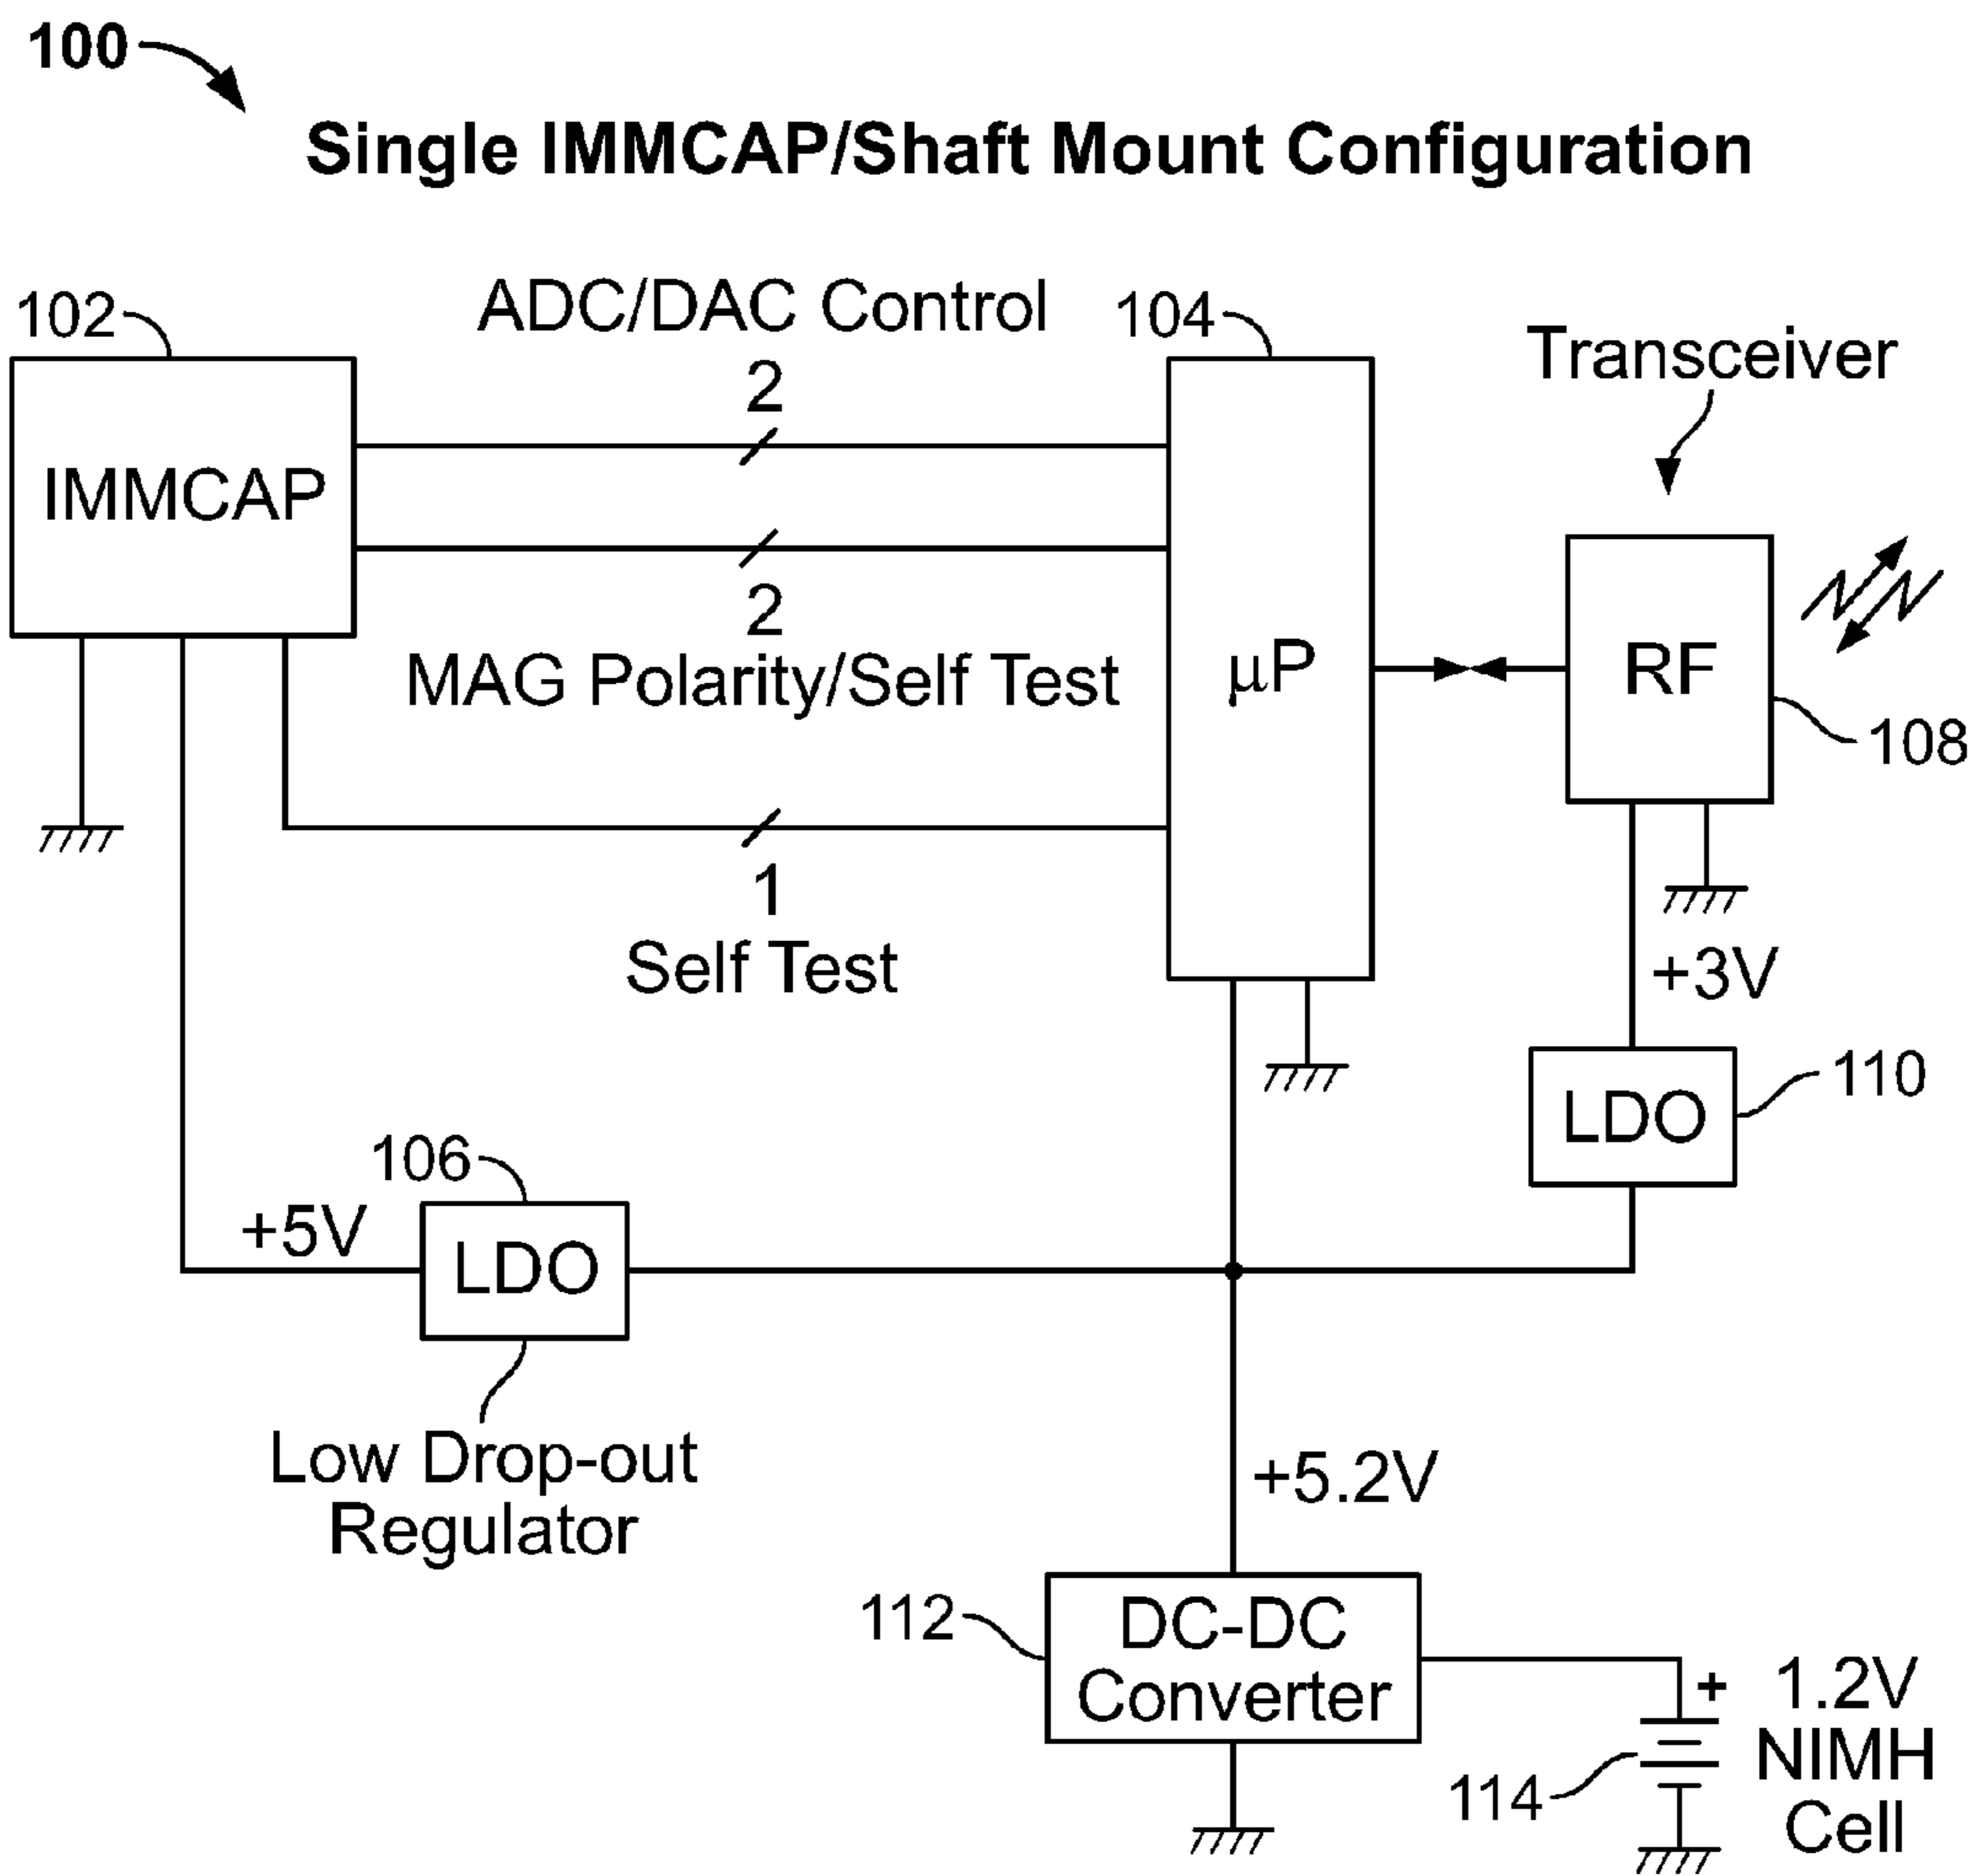 100
Single IMMCAP/Shaft Mount Configuration
102
ADC/DAC Control
104
Transceiver
2
IMMCAP
2
MAG Polarity/Self Test
µP
RF
108
1
Self Test
+3V
110
LDO
106
+5V
LDO
Low Drop-out
Regulator
+5.2V
112
DC-DC
Converter
+
1.2V
NIMH
Cell
114